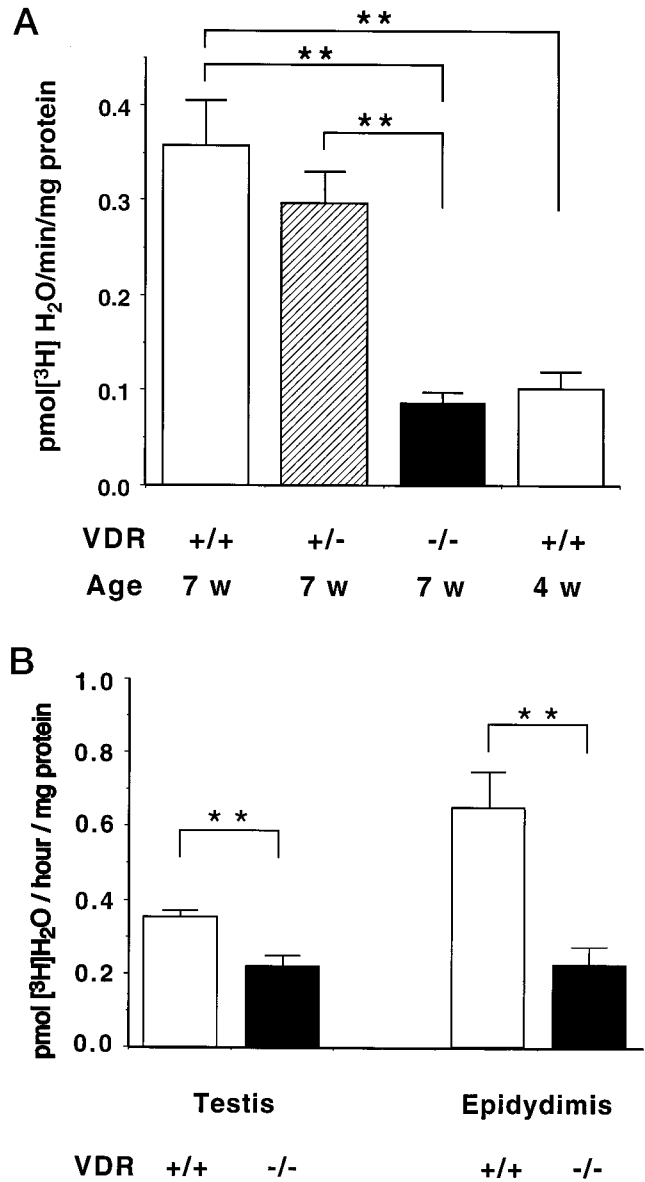 A
**
**
**
pmol[³H] H₂O/min/mg protein
0.4
0.3
0.2
0.1
0.0
VDR +/+ +/- -/- +/+
Age 7 w 7 w 7 w 4 w
B
pmol [³H]H₂O / hour / mg protein
1.0
0.8
0.6
0.4
0.2
0.0
* *
* *
Testis Epidydimis
VDR +/+ -/- +/+ -/-